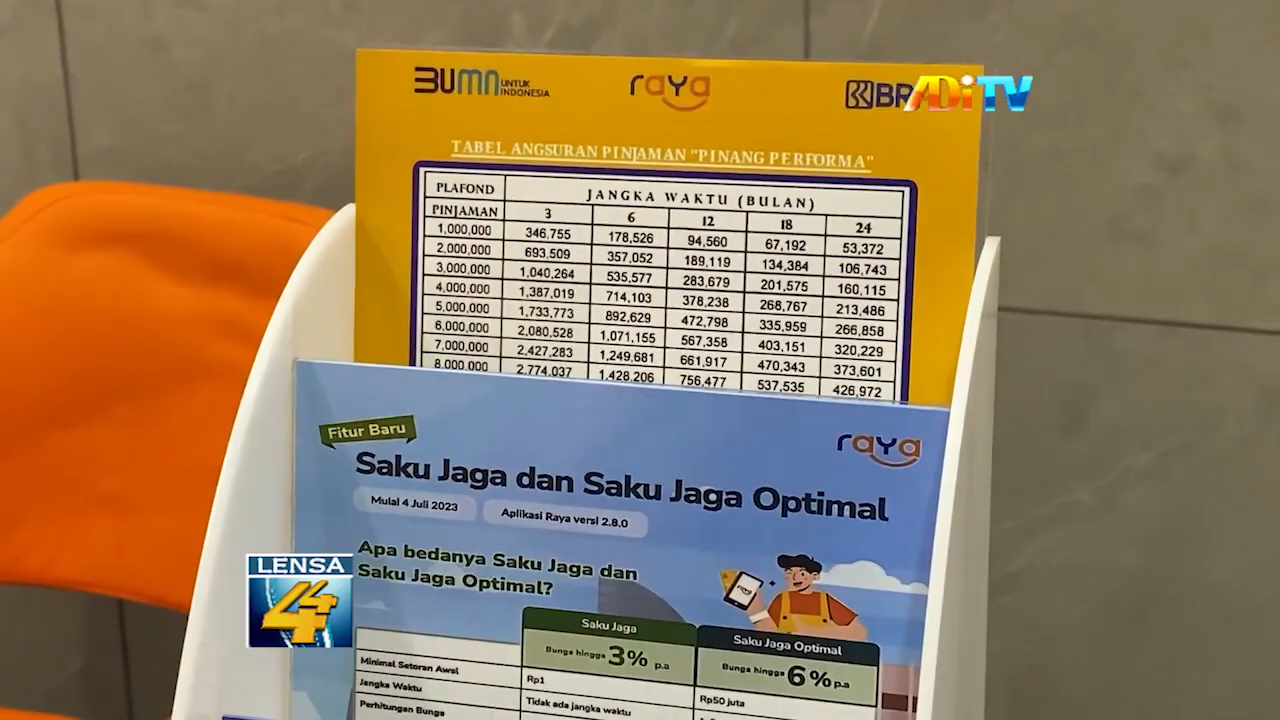 BUMN UNTUK INDONESIA
raya
BR
ADiTV
TABEL ANGSURAN PINJAMAN "PINANG PERFORMA"
PLAFOND PINJAMAN
JANGKA WAKTU (BULAN)
3 6 12 18 24
1,000,000 346,755 178,526 94,560 67,192 53,372
2,000,000 693,509 357,052 189,119 134,384 106,743
3,000,000 1,040,264 535,577 283,679 201,575 160,115
4,000,000 1,387,019 714,103 378,238 268,767 213,486
5,000,000 1,733,773 892,629 472,798 335,959 266,858
6,000,000 2,080,528 1,071,155 567,358 403,151 320,229
7,000,000 2,427,283 1,249,681 661,917 470,343 373,601
8,000,000 2,774,037 1,428,206 756,477 537,535 426,972
Fitur Baru
raya
Saku Jaga dan Saku Jaga Optimal
Mulai 4 Juli 2023
Aplikasi Raya versi 2.8.0
Apa bedanya Saku Jaga dan
Saku Jaga Optimal?
raya
LENSA
44
Saku Jaga
Bunga hingga 3% p.a
Saku Jaga Optimal
Bunga hingga 6% p.a
Minimal Setoran Awal Rp1 Rp50 juta
Jangka Waktu Tidak ada jangka waktu
Perhitungan Bunga